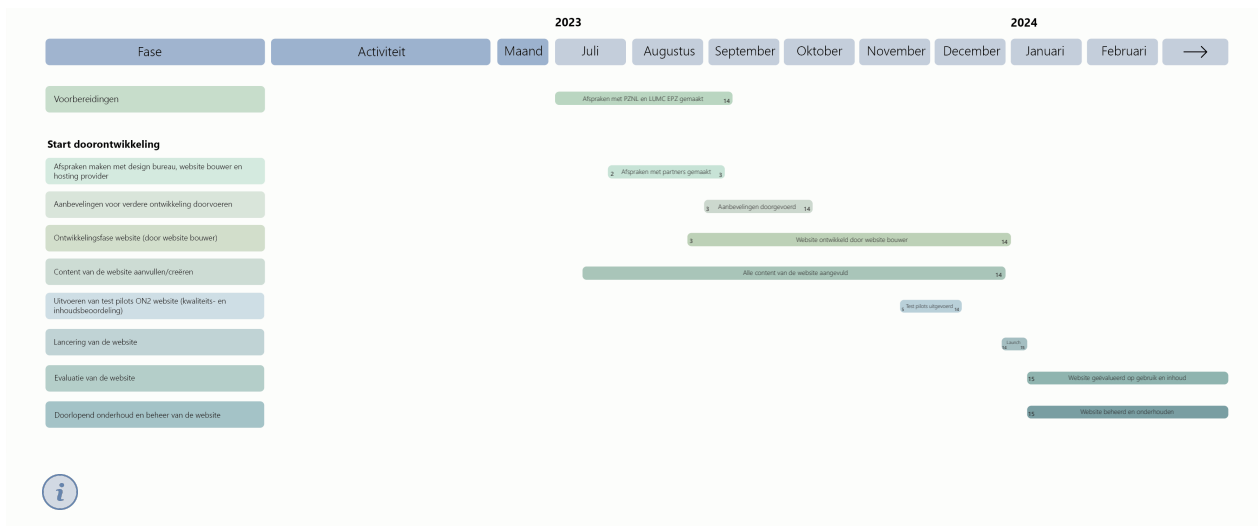 2023
2024
Fase
Activiteit
Maand
Juli
Augustus
September
Oktober
November
December
Januari
Februari
Voorbereidingen
Afspraken met PZNL en LUMC EPZ gemaakt
14
Start doorontwikkeling
Afspraken maken met design bureau, website bouwer en
hosting provider
2
Afspraken met partners gemaakt
3
Aanbevelingen voor verdere ontwikkeling doorvoeren
3
Aanbevelingen doorgevoerd
14
Ontwikkelingsfase website (door website bouwer)
3
Website ontwikkeld door website bouwer
14
Content van de website aanvullen/creëren
Alle content van de website aangevuld
14
Uitvoeren van test pilots ON2 website (kwaliteits- en
inhoudsbeoordeling)
Test pilots uitgevoerd
Lancering van de website
Launch
Evaluatie van de website
15
Website geëvalueerd op gebruik en inhoud
Doorlopend onderhoud en beheer van de website
15
Website beheerd en onderhouden
i